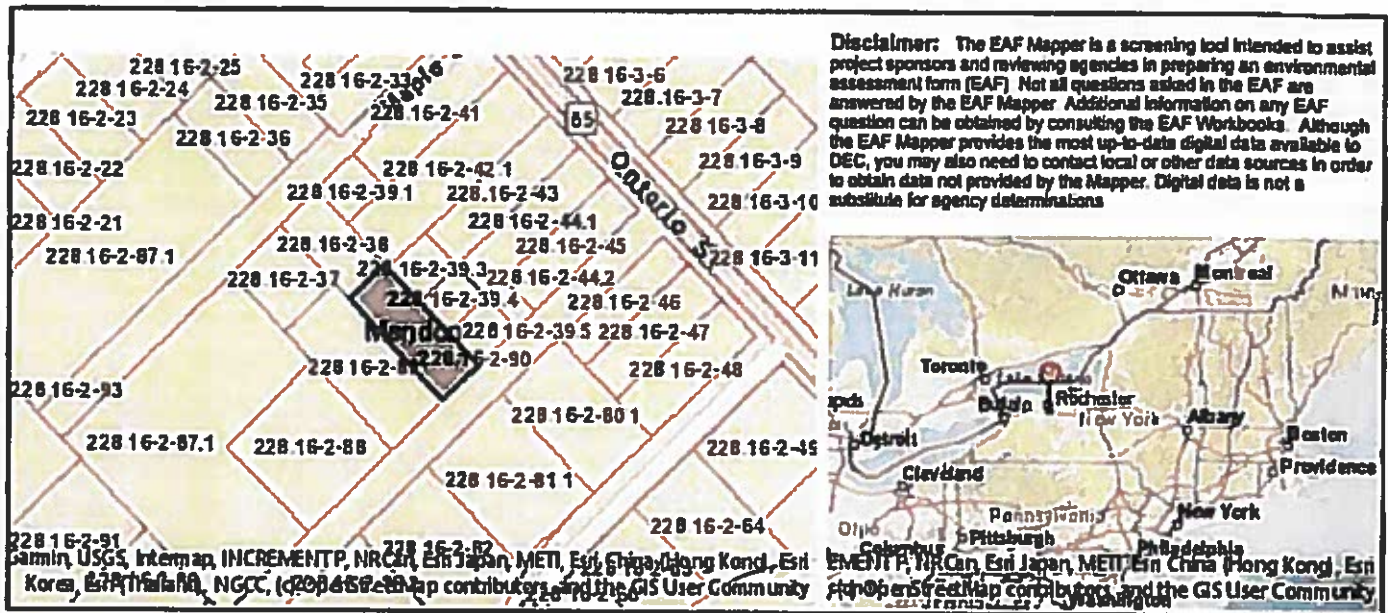 Disclaimer: The EAF Mapper is a screening tool intended to assist
project sponsors and reviewing agencies in preparing an environmental
assessment form (EAF). Not all questions asked in the EAF are
answered by the EAF Mapper. Additional information on any EAF
question can be obtained by consulting the EAF Workbooks. Although
the EAF Mapper provides the most up-to-date digital data available to
DEC, you may also need to contact local or other data sources in order
to obtain data not provided by the Mapper. Digital data is not a
substitute for agency determinations
228 16-2-25
228 16-2-24
228 16-2-33
228 16-2-35
228 16-2-23
228 16-2-41
228 16-2-36
228 16-2-22
228 16-2-42.1
228 16-2-39.1
228.16-2-43
228 16-2-21
228 16-2-44.1
228 16-2-45
228 16-2-87.1
228 16-2-38
228 16-2-39.3
228 16-2-44.2
228 16-2-37
228 16-2-39.4
228 16-2-46
228 16-2-39.5
228 16-2-47
228 16-2-90
228 16-2-48
228 16-2-93
228 16-2-80 1
228 16-2-87.1
228 16-2-88
228 16-2-49
228 16-2-81 1
228 16-2-64
228 16-2-91
228 16-2-82
228 16-3-6
228.16-3-7
85
228 16-3-8
228 16-3-9
228 16-3-10
228 16-3-11
Ontario St
Garmin, USGS, Intermap, INCREMENT P, NRCan, Esri Japan, METI, Esri China (Hong Kong), Esri
Korea, Esri (Thailand), NGCC, (c) OpenStreetMap contributors, and the GIS User Community
Ottawa
Montreal
Lake Huron
Toronto
Rochester
New York
Albany
Detroit
Boston
Cleveland
Providence
Pennsylvania
New York
Columbus
Pittsburgh
Philadelphia
Washington
EMENT P, NRCan, Esri Japan, METI, Esri China (Hong Kong), Esri
OpenStreetMap contributors, and the GIS User Community